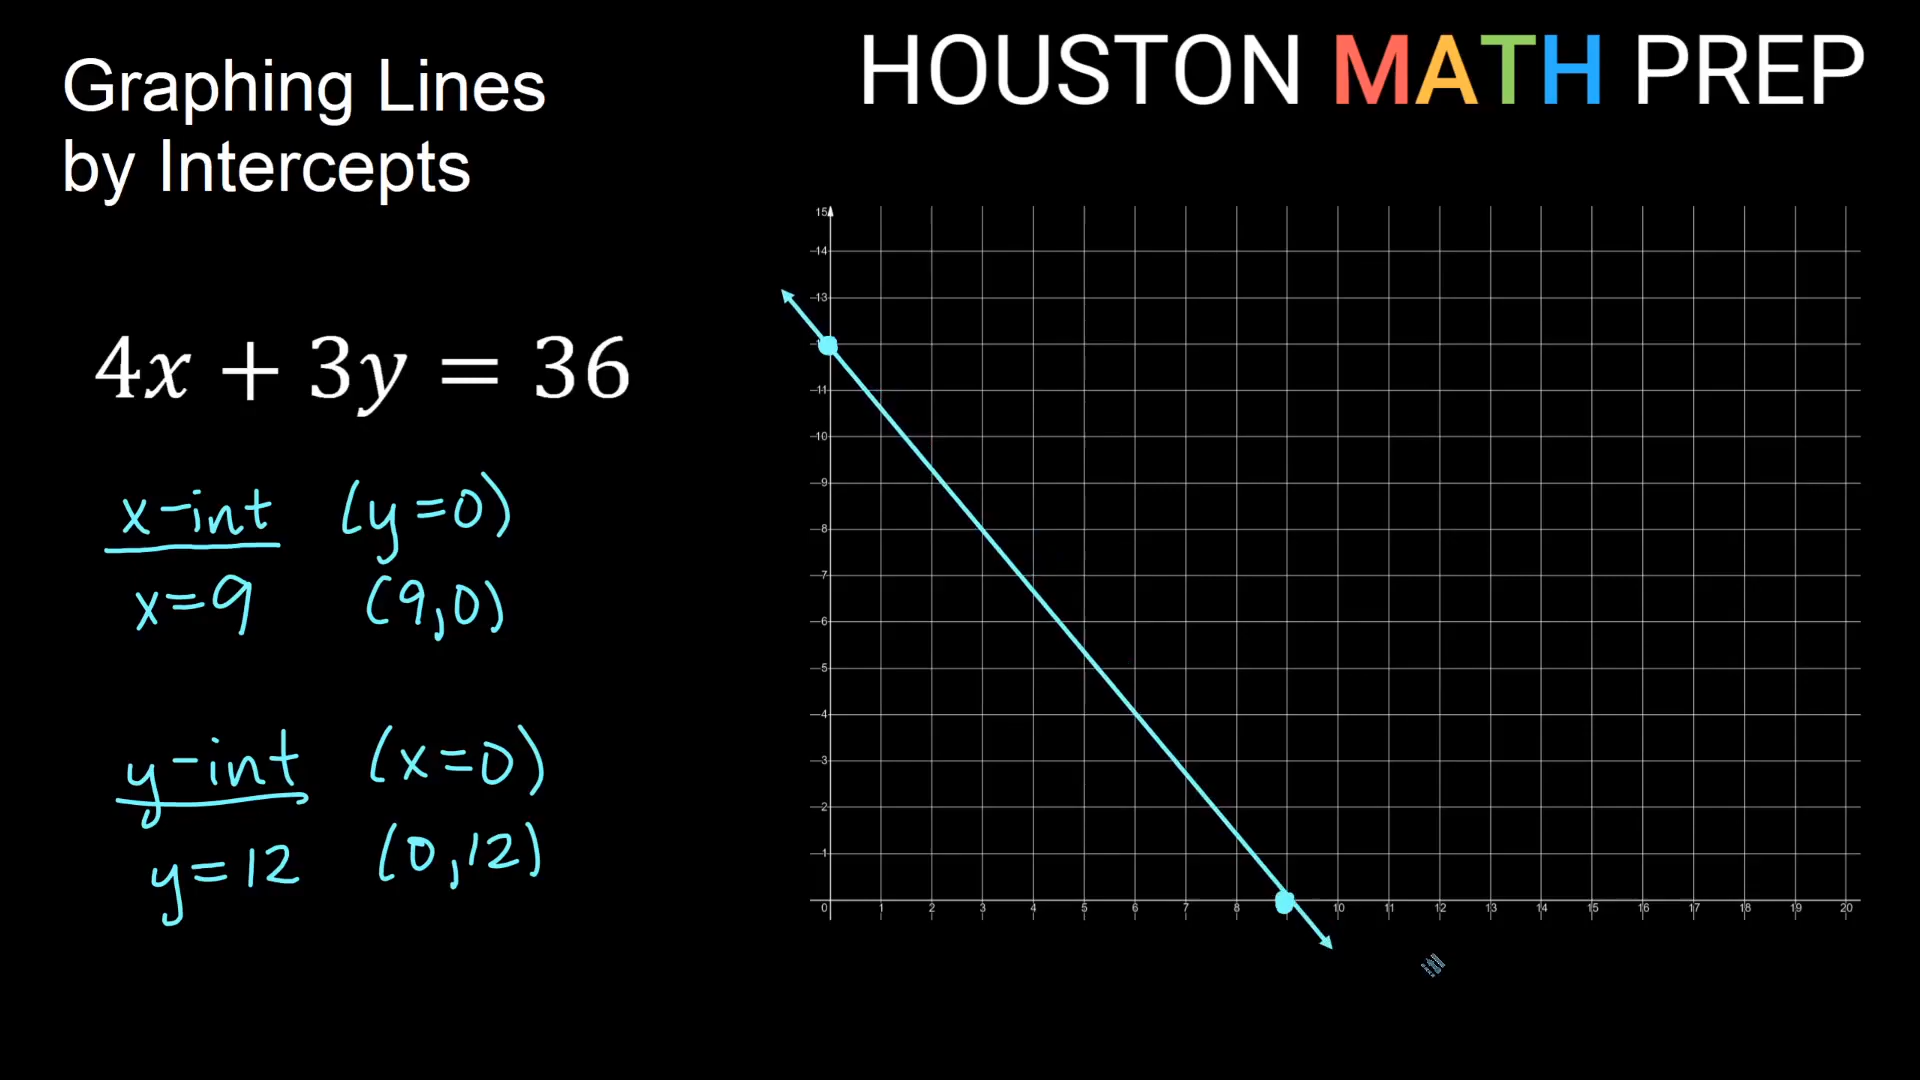 Graphing Lines
by Intercepts
HOUSTON MATH PREP
4x + 3y = 36
x-int (y=0)
x=9 (9,0)
y-int (x=0)
y=12 (0,12)
15
14
13
11
10
9
8
7
6
5
4
3
2
1
0 1 2 3 4 5 6 7 8 10 11 12 13 14 15 16 17 18 19 20